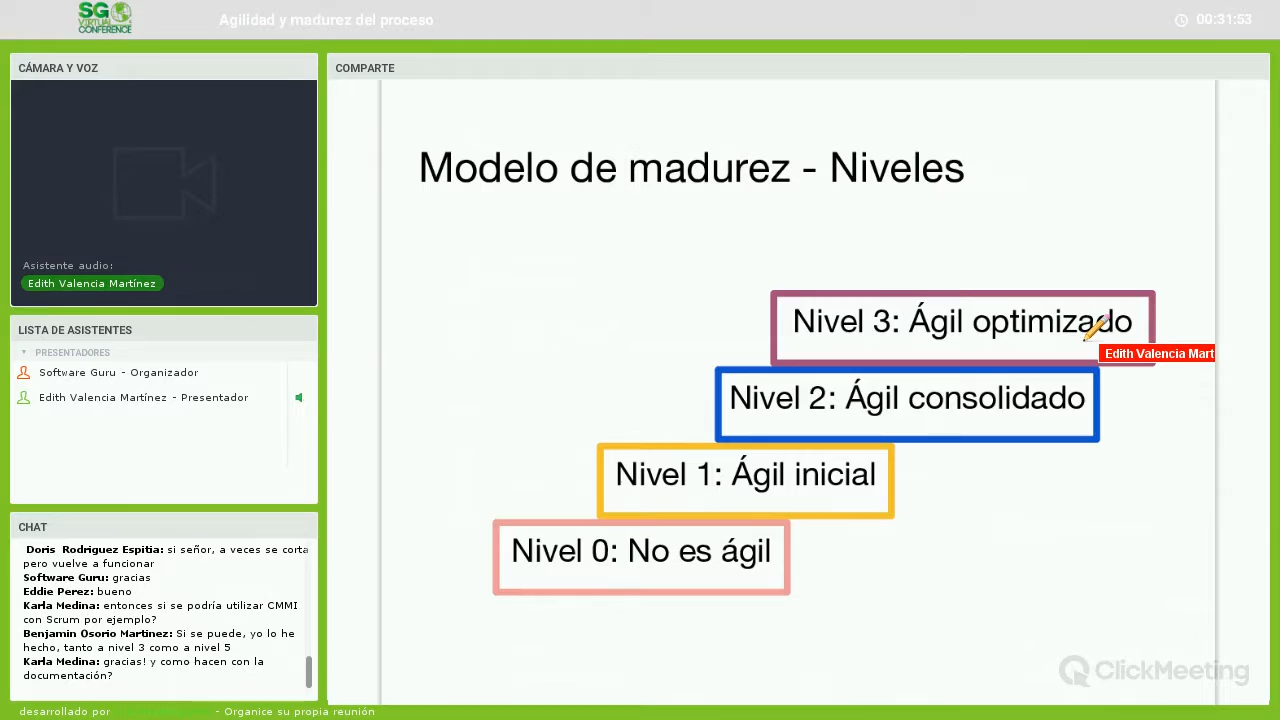 SG
VIRTUAL
CONFERENCE
Agilidad y madurez del proceso
00:31:53
CÁMARA Y VOZ
Asistente audio:
Edith Valencia Martínez
LISTA DE ASISTENTES
PRESENTADORES
Software Guru - Organizador
Edith Valencia Martínez - Presentador
CHAT
Doris Rodriguez Espitia: si señor, a veces se corta
pero vuelve a funcionar
Software Guru: gracias
Eddie Perez: bueno
Karla Medina: entonces si se podría utilizar CMMI
con Scrum por ejemplo?
Benjamin Osorio Martinez: Si se puede, yo lo he
hecho, tanto a nivel 3 como a nivel 5
Karla Medina: gracias! y como hacen con la
documentación?
desarrollado por
- Organice su propia reunión
COMPARTE
Modelo de madurez - Niveles
Nivel 3: Ágil optimizado
Edith Valencia Mart
Nivel 2: Ágil consolidado
Nivel 1: Ágil inicial
Nivel 0: No es ágil
ClickMeeting